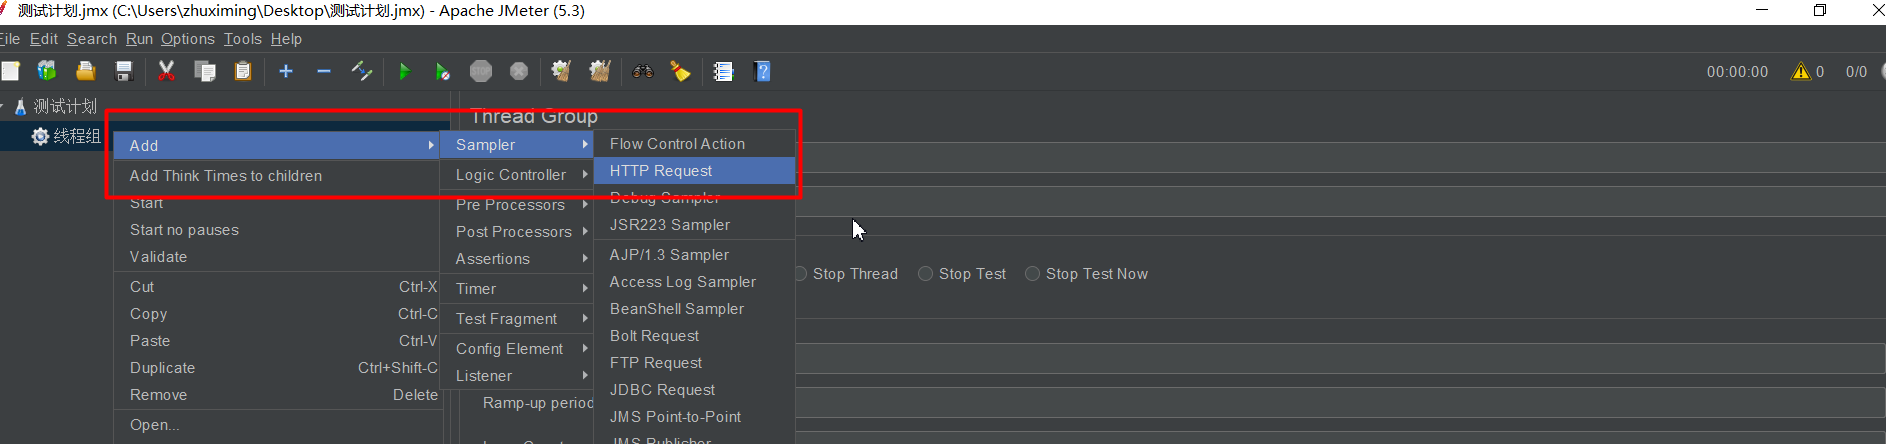 测试计划.jmx (C:\Users\zhuximing\Desktop\测试计划.jmx) - Apache JMeter (5.3)
File Edit Search Run Options Tools Help
STOP
00:00:00 0 0/0
测试计划
线程组
Thread Group
Add
Add Think Times to children
Start
Start no pauses
Validate
Cut Ctrl-X
Copy Ctrl-C
Paste Ctrl-V
Duplicate Ctrl+Shift-C
Remove Delete
Open...
Sampler
Logic Controller
Pre Processors
Post Processors
Assertions
Timer
Test Fragment
Config Element
Listener
Flow Control Action
HTTP Request
Debug Sampler
JSR223 Sampler
AJP/1.3 Sampler
Access Log Sampler
BeanShell Sampler
Bolt Request
FTP Request
JDBC Request
JMS Point-to-Point
JMS Publisher
Stop Thread Stop Test Stop Test Now
Ramp-up period